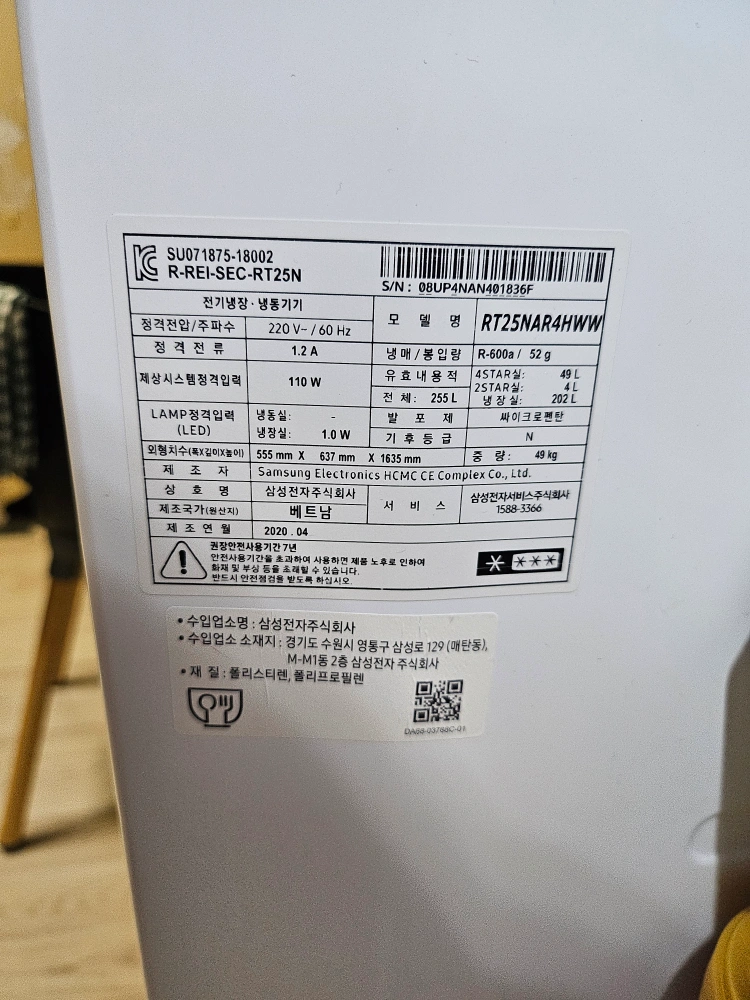 SU071875-18002
R-REI-SEC-RT25N
S/N : 08UP4NAN401836F
전기냉장·냉동기기
모 델 명 RT25NAR4HWW
정격전압/주파수 220 V~ / 60 Hz
정 격 전 류 1.2 A
냉매/봉입량 R-600a / 52 g
제상시스템정격입력 110 W
유효내용적 4STAR실: 49 L
2STAR실: 4 L
전 체: 255 L 냉 장 실: 202 L
LAMP정격입력 (LED) 냉동실: -
냉장실: 1.0 W
발 포 제 싸이크로펜탄
기 후 등 급 N
외형치수(폭X깊이X높이) 555 mm X 637 mm X 1635 mm 중 량: 49 kg
제 조 자 Samsung Electronics HCMC CE Complex Co., Ltd.
상 호 명 삼성전자주식회사
서 비 스 삼성전자서비스주식회사
1588-3366
제조국가(원산지) 베트남
제 조 연 월 2020 . 04
권장안전사용기간 7년
안전사용기간을 초과하여 사용하면 제품 노후로 인하여
화재 및 부상 등을 초래할 수 있습니다.
반드시 안전점검을 받도록 하십시오.
• 수입업소명 : 삼성전자주식회사
• 수입업소 소재지 : 경기도 수원시 영통구 삼성로 129 (매탄동),
M-M1동 2층 삼성전자 주식회사
• 재 질 : 폴리스티렌, 폴리프로필렌
DA68-03788C-01